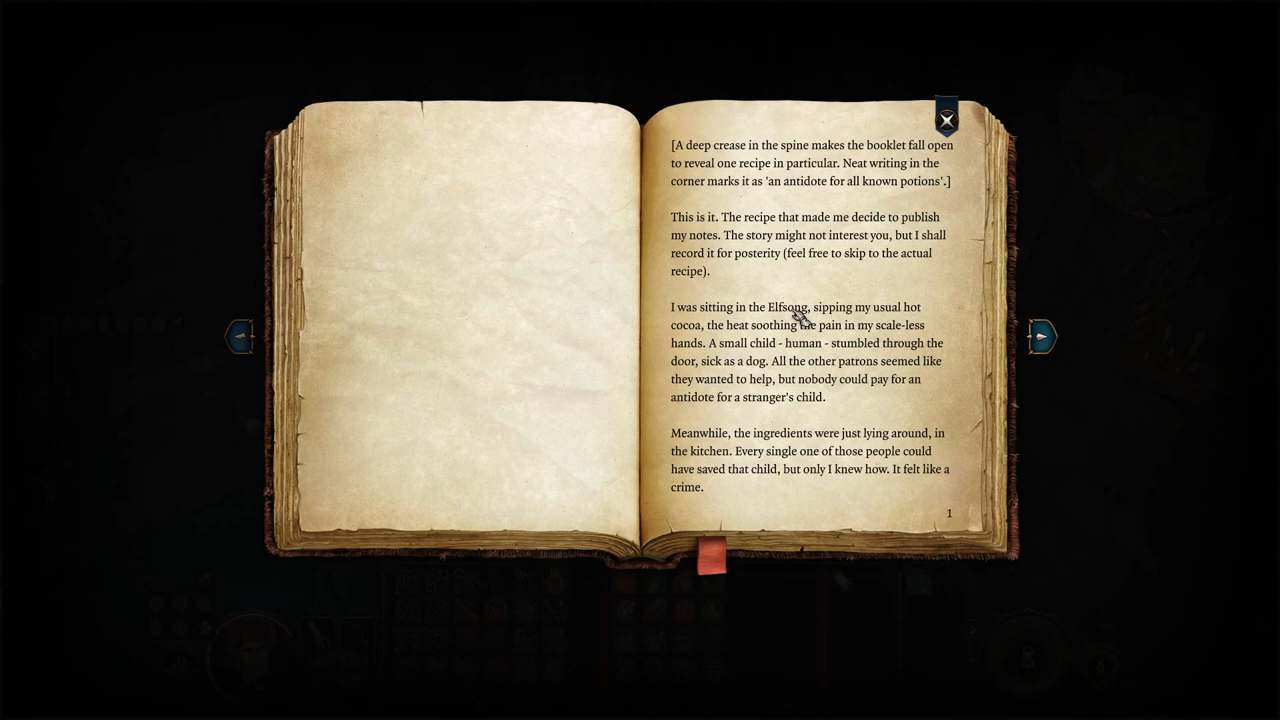 [A deep crease in the spine makes the booklet fall open
to reveal one recipe in particular. Neat writing in the
corner marks it as 'an antidote for all known potions'.]
This is it. The recipe that made me decide to publish
my notes. The story might not interest you, but I shall
record it for posterity (feel free to skip to the actual
recipe).
I was sitting in the Elfsong, sipping my usual hot
cocoa, the heat soothing the pain in my scale-less
hands. A small child - human - stumbled through the
door, sick as a dog. All the other patrons seemed like
they wanted to help, but nobody could pay for an
antidote for a stranger's child.
Meanwhile, the ingredients were just lying around, in
the kitchen. Every single one of those people could
have saved that child, but only I knew how. It felt like a
crime.
1